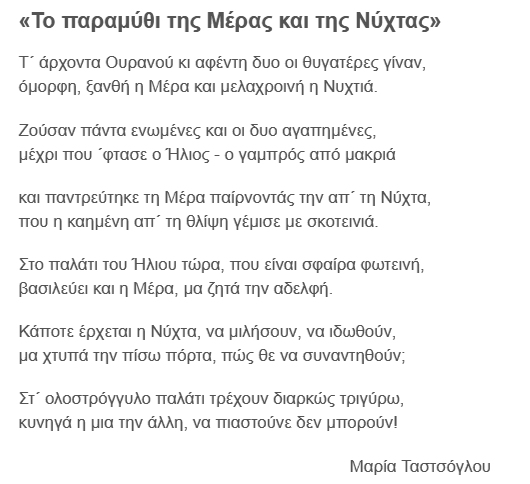 «Το παραμύθι της Μέρας και της Νύχτας»
Τ΄ άρχοντα Ουρανού κι αφέντη δυο οι θυγατέρες γίναν,
όμορφη, ξανθή η Μέρα και μελαχροινή η Νυχτιά.
Ζούσαν πάντα ενωμένες και οι δυο αγαπημένες,
μέχρι που ΄φτασε ο Ήλιος - ο γαμπρός από μακριά
και παντρεύτηκε τη Μέρα παίρνοντάς την απ΄ τη Νύχτα,
που η καημένη απ΄ τη θλίψη γέμισε με σκοτεινιά.
Στο παλάτι του Ήλιου τώρα, που είναι σφαίρα φωτεινή,
βασιλεύει και η Μέρα, μα ζητά την αδελφή.
Κάποτε έρχεται η Νύχτα, να μιλήσουν, να ιδωθούν,
μα χτυπά την πίσω πόρτα, πώς θε να συναντηθούν;
Στ΄ ολοστρόγγυλο παλάτι τρέχουν διαρκώς τριγύρω,
κυνηγά η μια την άλλη, να πιαστούνε δεν μπορούν!
Μαρία Ταστσόγλου